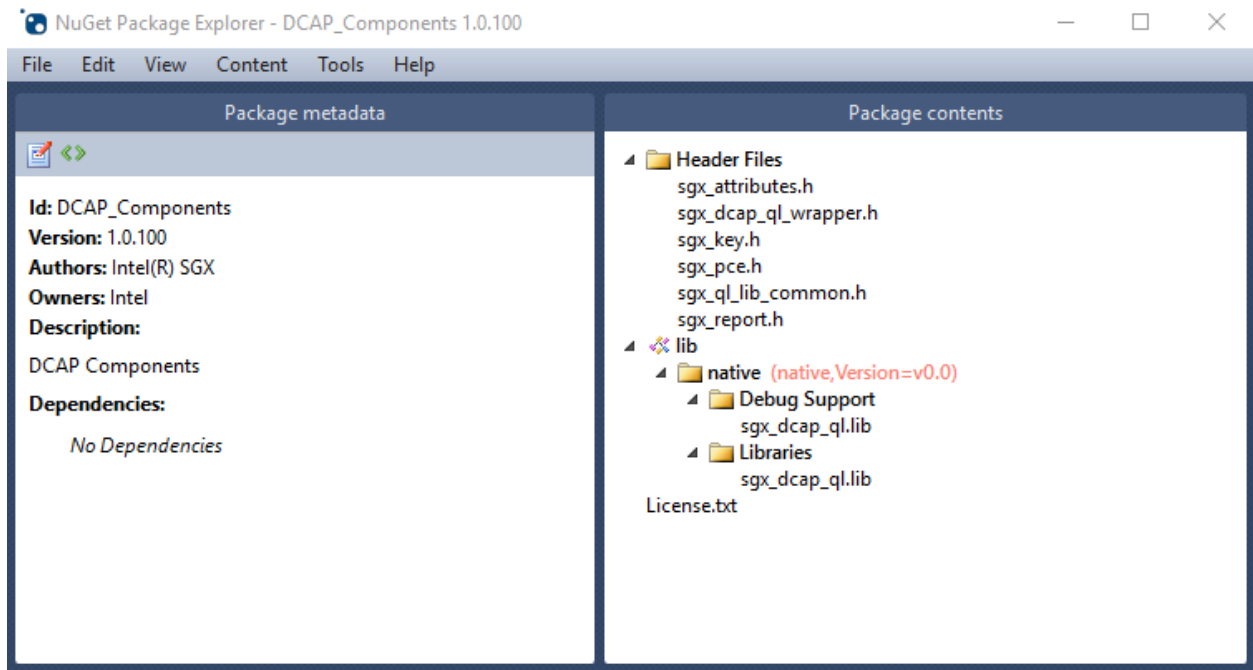 NuGet Package Explorer - DCAP_Components 1.0.100
File Edit View Content Tools Help
Package metadata
Id: DCAP_Components
Version: 1.0.100
Authors: Intel(R) SGX
Owners: Intel
Description:
DCAP Components
Dependencies:
No Dependencies
Package contents
Header Files
sgx_attributes.h
sgx_dcap_ql_wrapper.h
sgx_key.h
sgx_pce.h
sgx_ql_lib_common.h
sgx_report.h
lib
native (native,Version=v0.0)
Debug Support
sgx_dcap_ql.lib
Libraries
sgx_dcap_ql.lib
License.txt